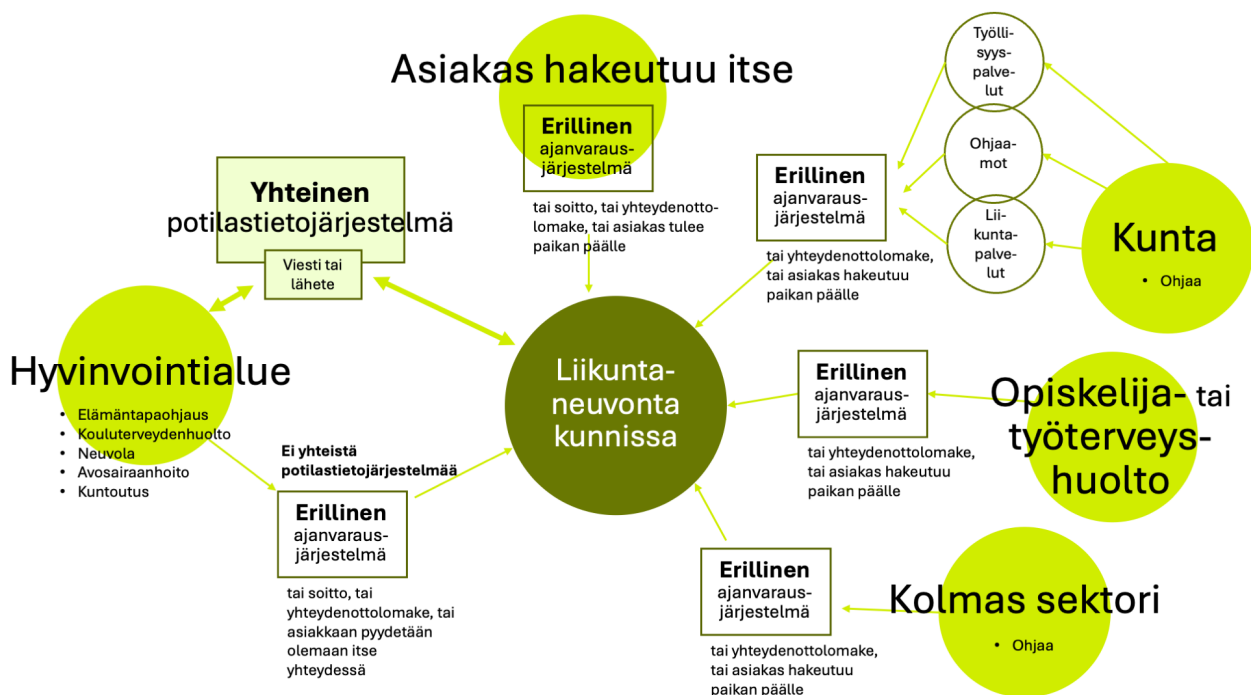 Asiakas hakeutuu itse
Erillinen
ajanvaraus-
järjestelmä
tai soitto, tai yhteydenotto-
lomake, tai asiakas tulee
paikan päälle
Yhteinen
potilastietojärjestelmä
Viesti tai
lähete
Hyvinvointialue
• Elämäntapaohjaus
• Kouluterveydenhuolto
• Neuvola
• Avosairaanhoito
• Kuntoutus
Ei yhteistä
potilastietojärjestelmää
Erillinen
ajanvaraus-
järjestelmä
tai soitto, tai
yhteydenottolomake, tai
asiakkaan pyydetään
olemaan itse
yhteydessä
Liikunta-
neuvonta
kunnissa
Erillinen
ajanvaraus-
järjestelmä
tai yhteydenottolomake,
tai asiakas hakeutuu
paikan päälle
Työlli-
syys-
palve-
lut
Ohjaa-
mot
Lii-
kunta-
palve-
lut
Kunta
• Ohjaa
Erillinen
ajanvaraus-
järjestelmä
tai yhteydenottolomake,
tai asiakas hakeutuu
paikan päälle
Opiskelija- tai
työterveys-
huolto
Erillinen
ajanvaraus-
järjestelmä
tai yhteydenottolomake,
tai asiakas hakeutuu
paikan päälle
Kolmas sektori
• Ohjaa